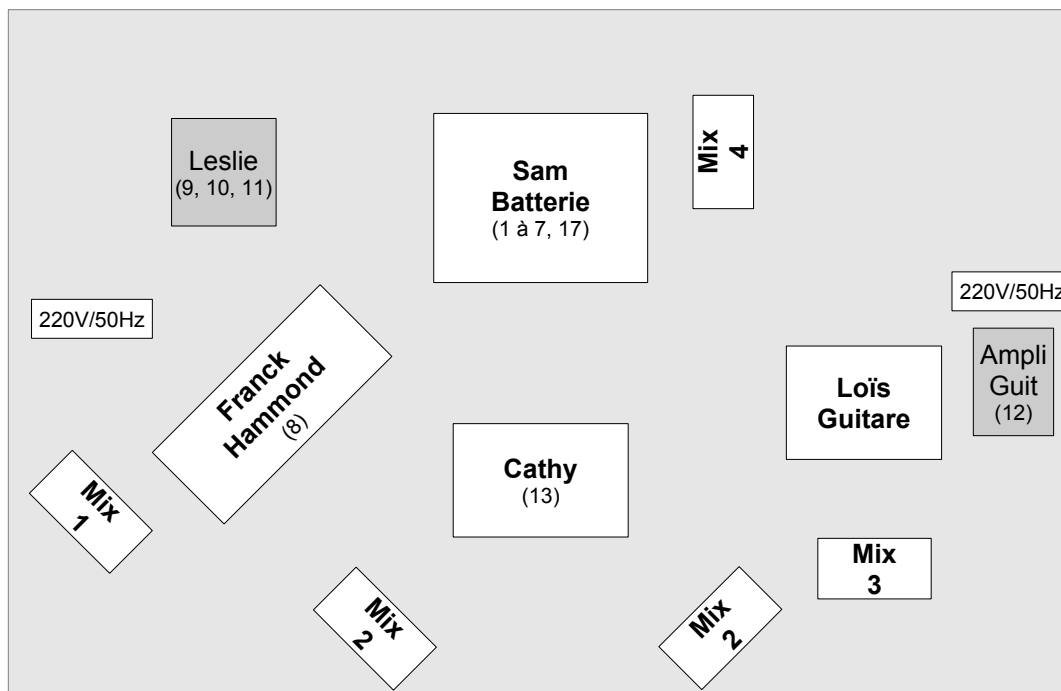 Leslie
(9, 10, 11)
Sam
Batterie
(1 à 7, 17)
Mix
4
220V/50Hz
220V/50Hz
Franck
Hammond
(8)
Loïs
Guitare
Ampli
Guit
(12)
Cathy
(13)
Mix
1
Mix
2
Mix
2
Mix
3